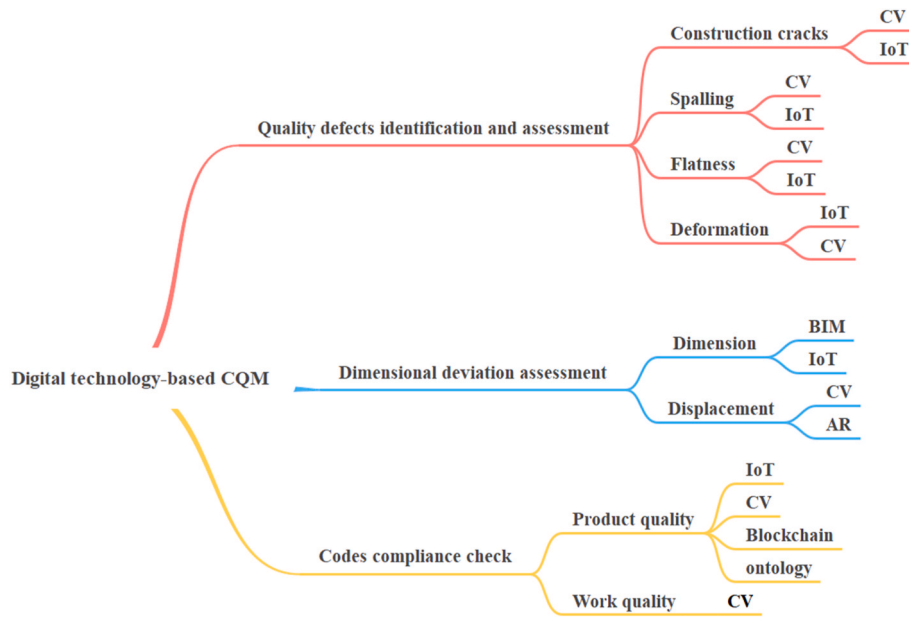 Digital technology-based CQM
Quality defects identification and assessment
Construction cracks
CV
IoT
Spalling
CV
IoT
Flatness
CV
IoT
Deformation
IoT
CV
Dimensional deviation assessment
Dimension
BIM
IoT
Displacement
CV
AR
Codes compliance check
Product quality
IoT
CV
Blockchain
ontology
Work quality
CV